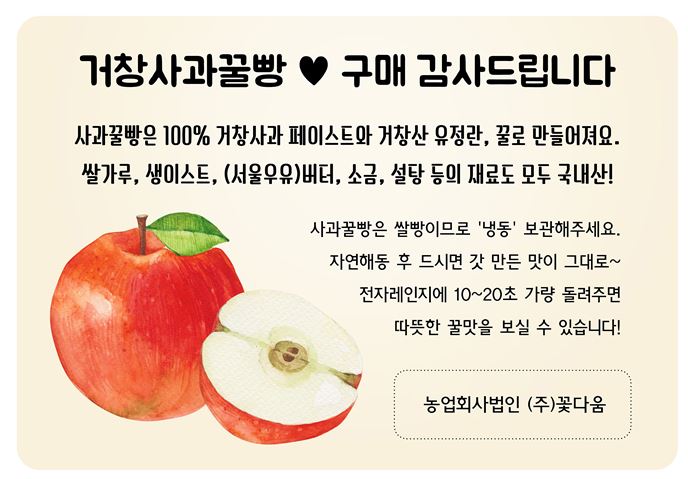 거창사과꿀빵 ♥ 구매 감사드립니다
사과꿀빵은 100% 거창사과 페이스트와 거창산 유정란, 꿀로 만들어져요.
쌀가루, 생이스트, (서울우유)버터, 소금, 설탕 등의 재료도 모두 국내산!
사과꿀빵은 쌀빵이므로 '냉동' 보관해주세요.
자연해동 후 드시면 갓 만든 맛이 그대로~
전자레인지에 10~20초 가량 돌려주면
따뜻한 꿀맛을 보실 수 있습니다!
농업회사법인 (주)꽃다움